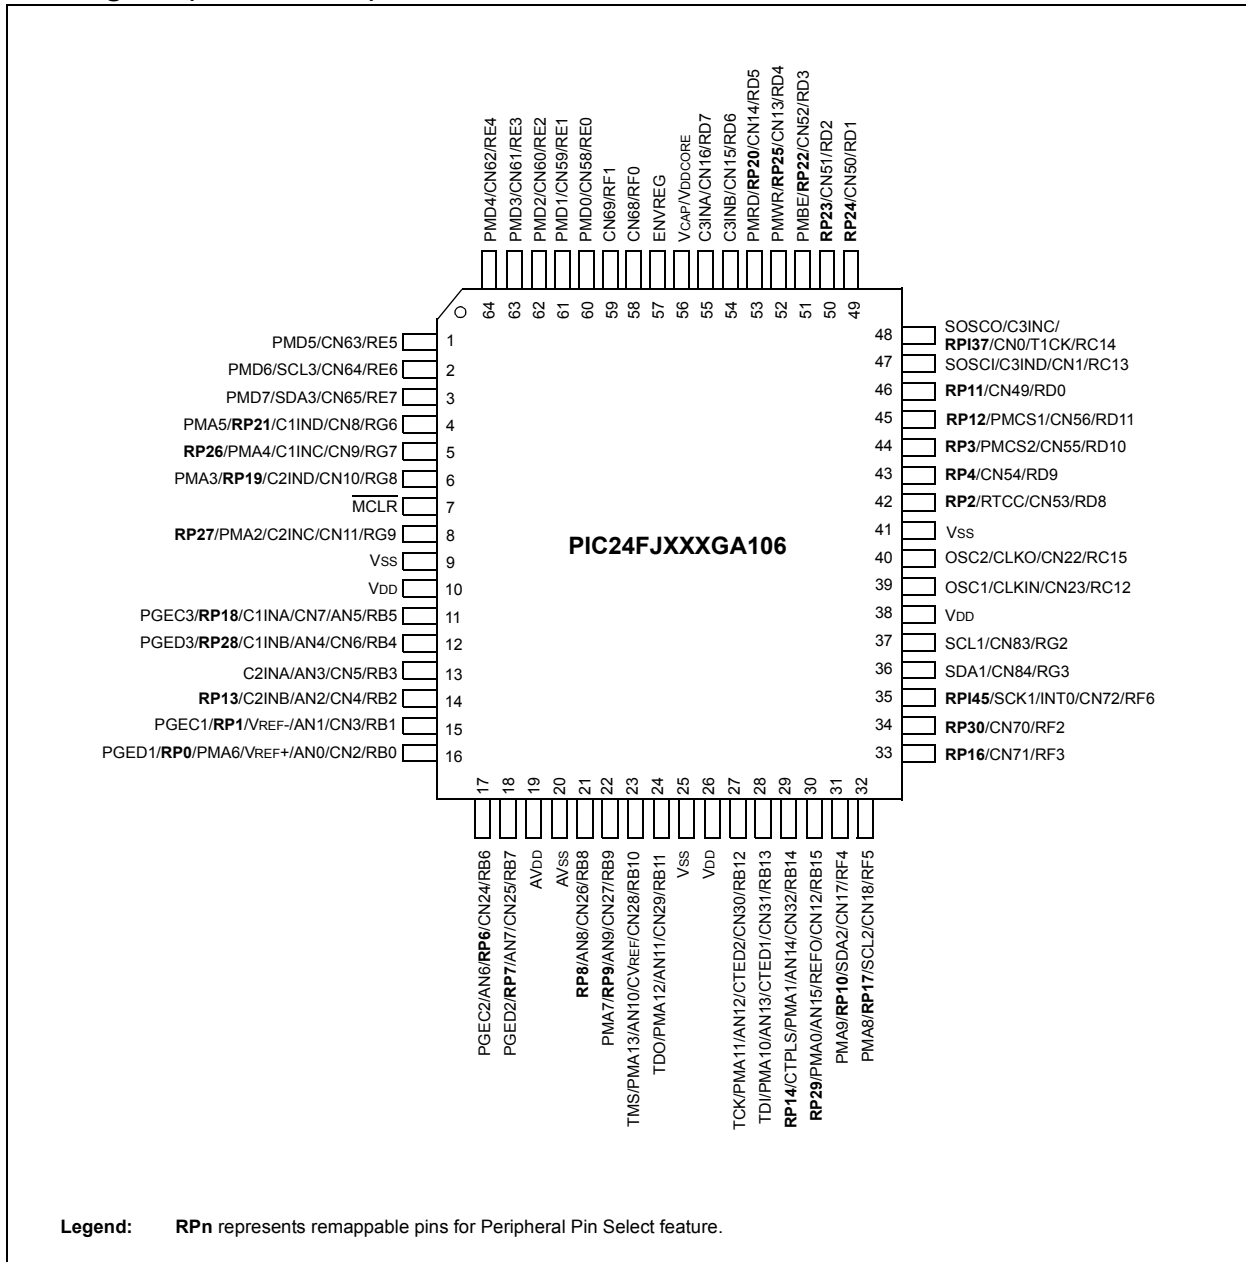 PMD4/CN62/RE4
PMD3/CN61/RE3
PMD2/CN60/RE2
PMD1/CN59/RE1
PMD0/CN58/RE0
CN69/RF1
CN68/RF0
ENVREG
VCAP/VDDCORE
C3INA/CN16/RD7
C3INB/CN15/RD6
PMRD/RP20/CN14/RD5
PMWR/RP25/CN13/RD4
PMBE/RP22/CN52/RD3
RP23/CN51/RD2
RP24/CN50/RD1
64
63
62
61
60
59
58
57
56
55
54
53
52
51
50
49
PMD5/CN63/RE5 1
PMD6/SCL3/CN64/RE6 2
PMD7/SDA3/CN65/RE7 3
PMA5/RP21/C1IND/CN8/RG6 4
RP26/PMA4/C1INC/CN9/RG7 5
PMA3/RP19/C2IND/CN10/RG8 6
MCLR 7
RP27/PMA2/C2INC/CN11/RG9 8
VSS 9
VDD 10
PGEC3/RP18/C1INA/CN7/AN5/RB5 11
PGED3/RP28/C1INB/AN4/CN6/RB4 12
C2INA/AN3/CN5/RB3 13
RP13/C2INB/AN2/CN4/RB2 14
PGEC1/RP1/VREF-/AN1/CN3/RB1 15
PGED1/RP0/PMA6/VREF+/AN0/CN2/RB0 16
PIC24FJXXXGA106
48 SOSCO/C3INC/
RPI37/CN0/T1CK/RC14
47 SOSCI/C3IND/CN1/RC13
46 RP11/CN49/RD0
45 RP12/PMCS1/CN56/RD11
44 RP3/PMCS2/CN55/RD10
43 RP4/CN54/RD9
42 RP2/RTCC/CN53/RD8
41 VSS
40 OSC2/CLKO/CN22/RC15
39 OSC1/CLKIN/CN23/RC12
38 VDD
37 SCL1/CN83/RG2
36 SDA1/CN84/RG3
35 RPI45/SCK1/INT0/CN72/RF6
34 RP30/CN70/RF2
33 RP16/CN71/RF3
17
18
19
20
21
22
23
24
25
26
27
28
29
30
31
32
PGEC2/AN6/RP6/CN24/RB6
PGED2/RP7/AN7/CN25/RB7
AVDD
AVSS
RP8/AN8/CN26/RB8
PMA7/RP9/AN9/CN27/RB9
TMS/PMA13/AN10/CVREF/CN28/RB10
TDO/PMA12/AN11/CN29/RB11
VSS
VDD
TCK/PMA11/AN12/CTED2/CN30/RB12
TDI/PMA10/AN13/CTED1/CN31/RB13
RP14/CTPLS/PMA1/AN14/CN32/RB14
RP29/PMA0/AN15/REFO/CN12/RB15
PMA9/RP10/SDA2/CN17/RF4
PMA8/RP17/SCL2/CN18/RF5
Legend: RPn represents remappable pins for Peripheral Pin Select feature.